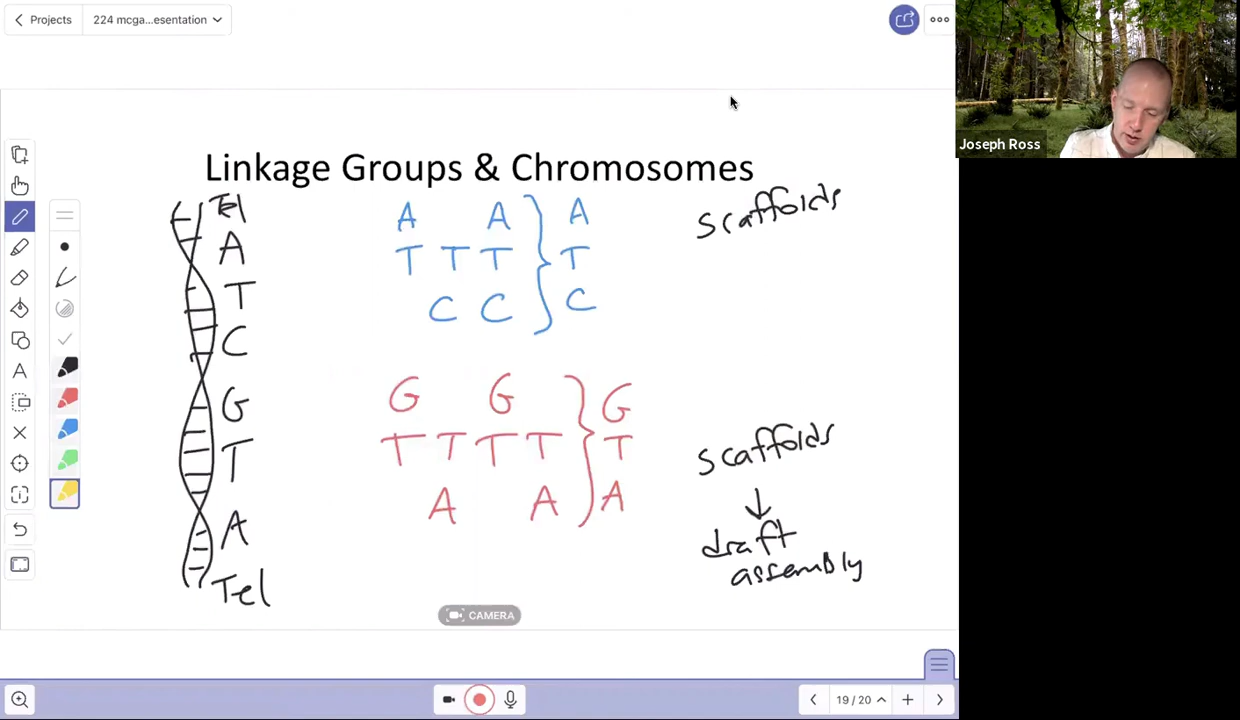 Projects
224 mcga...esentation
Joseph Ross
Linkage Groups & Chromosomes
Tel
A
T
C
G
T
A
Tel
A A A
T T T T
C C C
G G G
T T T T T
A A A
scaffolds
scaffolds
draft
assembly
A
CAMERA
19 / 20